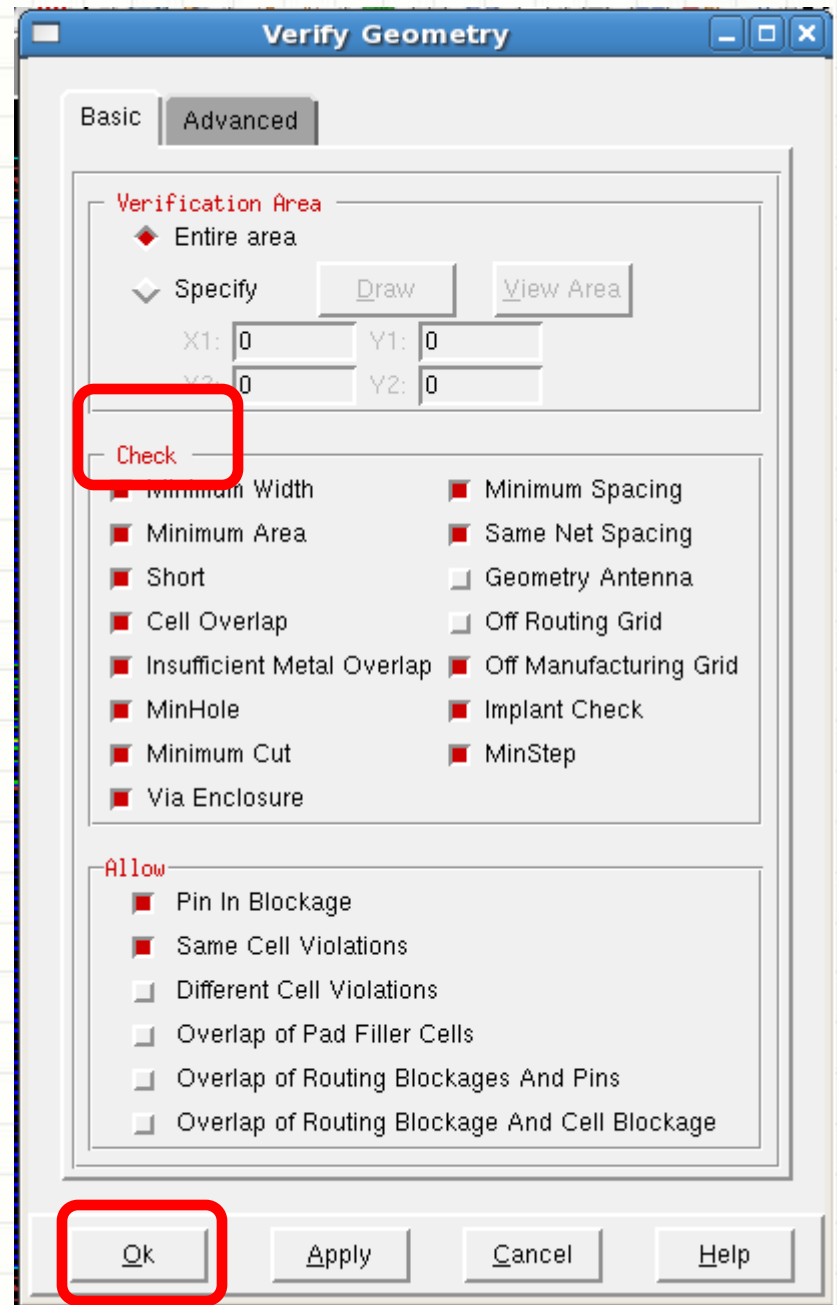 Verify Geometry
Basic
Advanced
Verification Area
Entire area
Specify
Draw
View Area
X1: 0
Y1: 0
X2: 0
Y2: 0
Check
Minimum Width
Minimum Spacing
Minimum Area
Same Net Spacing
Short
Geometry Antenna
Cell Overlap
Off Routing Grid
Insufficient Metal Overlap
Off Manufacturing Grid
MinHole
Implant Check
Minimum Cut
MinStep
Via Enclosure
Allow
Pin In Blockage
Same Cell Violations
Different Cell Violations
Overlap of Pad Filler Cells
Overlap of Routing Blockages And Pins
Overlap of Routing Blockage And Cell Blockage
Ok
Apply
Cancel
Help